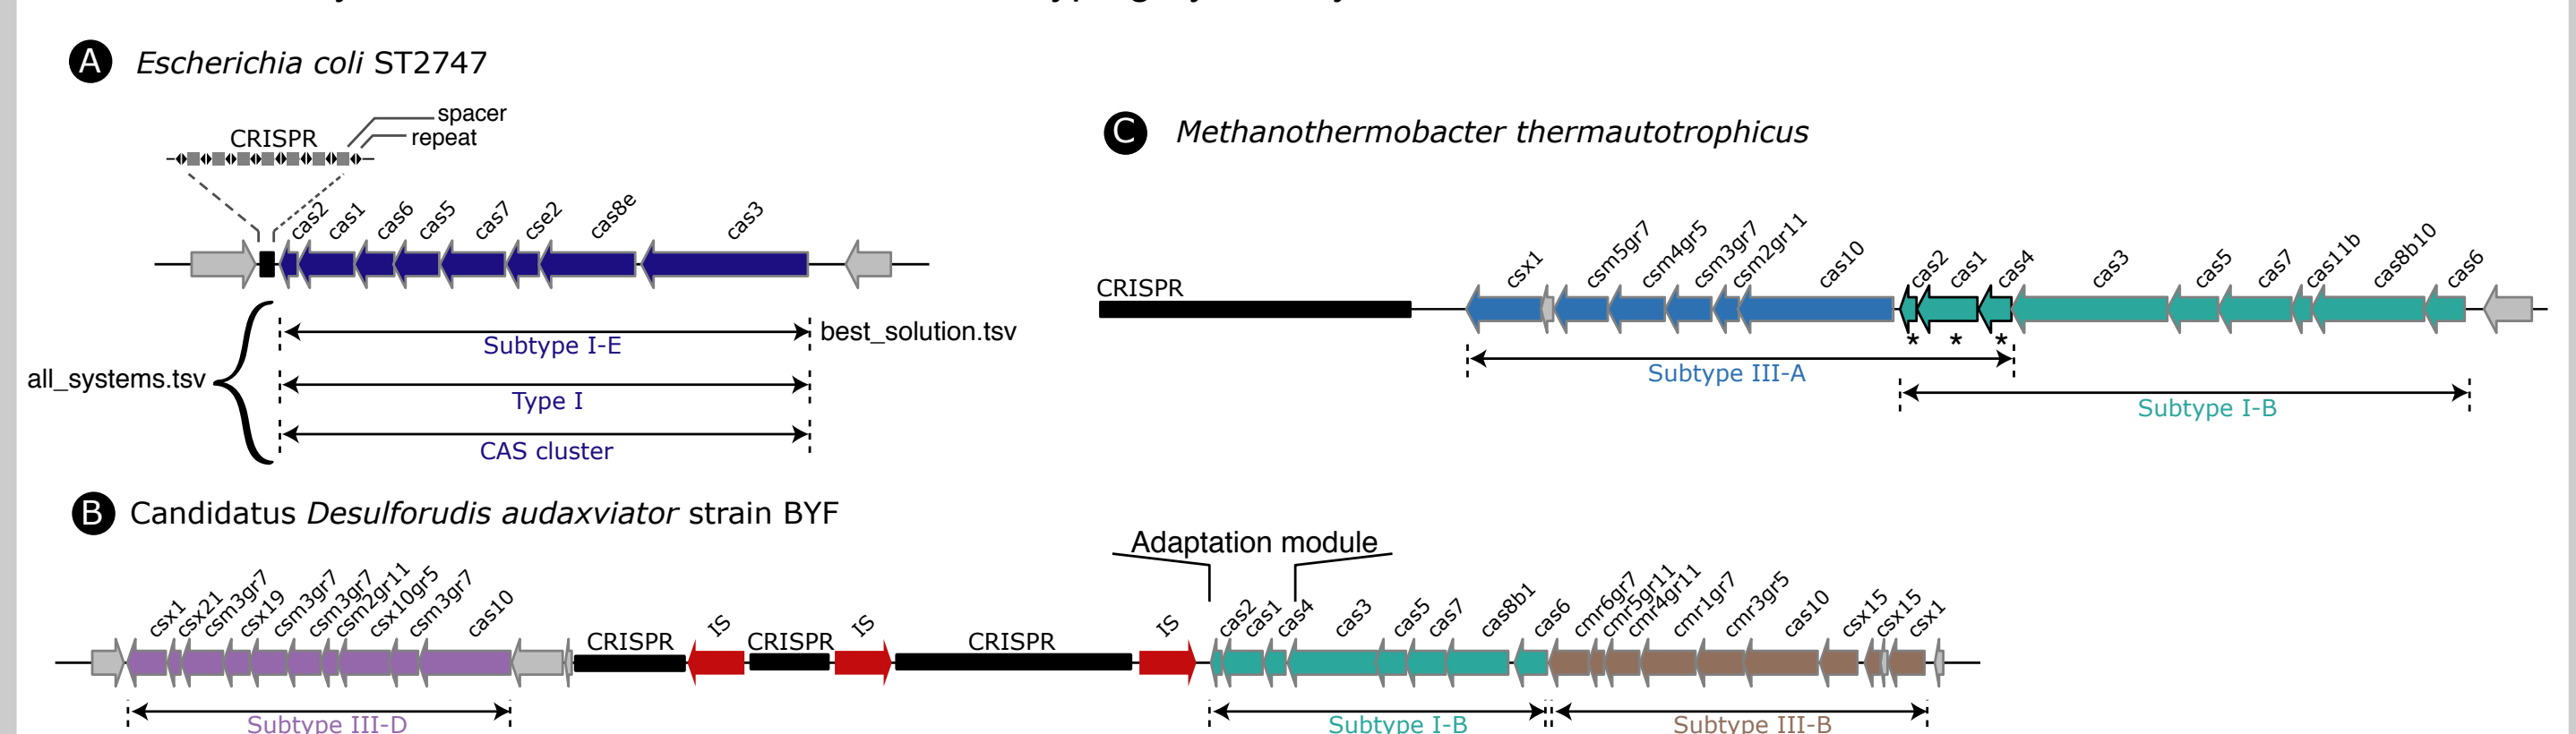 A Escherichia coli ST2747
spacer
repeat
CRISPR
cas2 cas1 cas6 cas5 cas7 cse2 cas8e cas3
Subtype I-E
best_solution.tsv
all_systems.tsv
Type I
CAS cluster
C Methanothermobacter thermautotrophicus
CRISPR
csx1 csm5gr7 csm4gr5 csm3gr7 csm2gr11 cas10 cas2 cas1 cas4 cas3 cas5 cas7 cas11b cas8b10 cas6
* * *
Subtype III-A
Subtype I-B
B Candidatus Desulforudis audaxviator strain BYF
Adaptation module
csx1 csx21 csm3gr7 csx19 csm3gr7 csm3gr7 csm2gr11 csx10gr5 csm3gr7 cas10
CRISPR IS CRISPR IS CRISPR IS
cas2 cas1 cas4 cas3 cas5 cas7 cas8b1 cas6 cmr6gr7 cmr5gr11 cmr4gr11 cmr1gr7 cmr3gr5 cas10 csx15 csx15 csx1
Subtype III-D
Subtype I-B
Subtype III-B